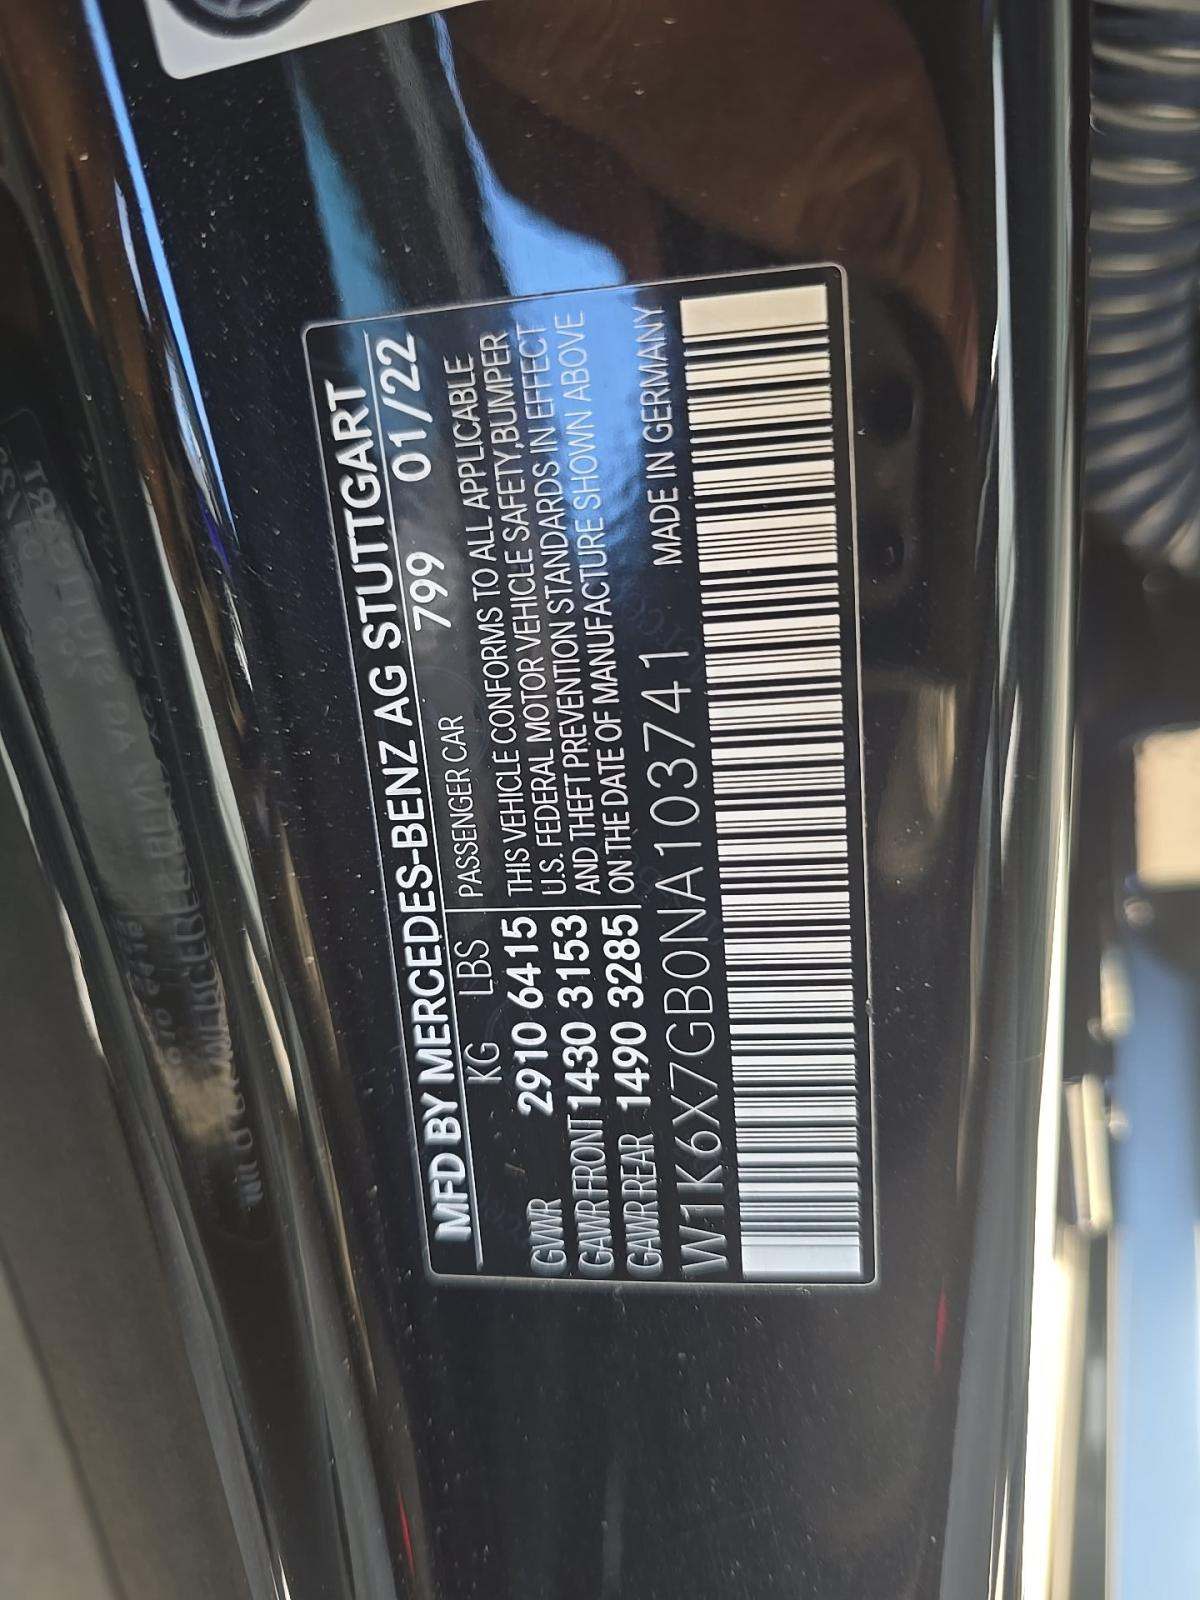 MFD BY MERCEDES-BENZ AG STUTTGART
799 01/22
KG LBS PASSENGER CAR
GVWR 2910 6415
GAWR FRONT 1430 3153
GAWR REAR 1490 3285
THIS VEHICLE CONFORMS TO ALL APPLICABLE
U.S. FEDERAL MOTOR VEHICLE SAFETY,BUMPER
AND THEFT PREVENTION STANDARDS IN EFFECT
ON THE DATE OF MANUFACTURE SHOWN ABOVE
W1K6X7GB0NA103741 MADE IN GERMANY